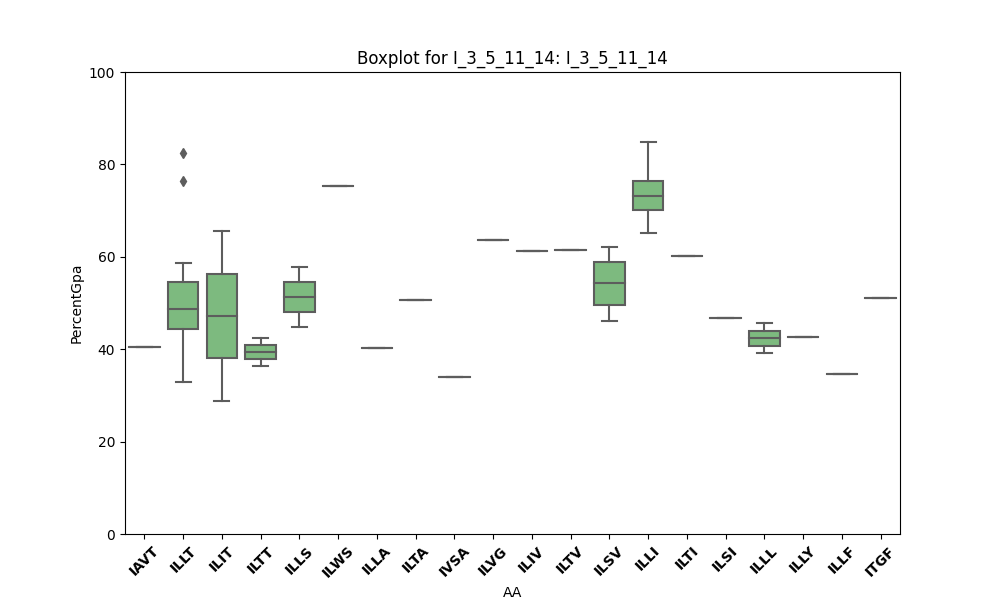 Boxplot for I_3_5_11_14: I_3_5_11_14
100
80
60
40
20
0
PercentGpa
IAVT ILLT ILIT ILTT ILLS ILWS ILLA ILTA IVSA ILVG ILIV ILTV ILSV ILLI ILTI ILSI ILLL ILLY ILLF ITGF
AA